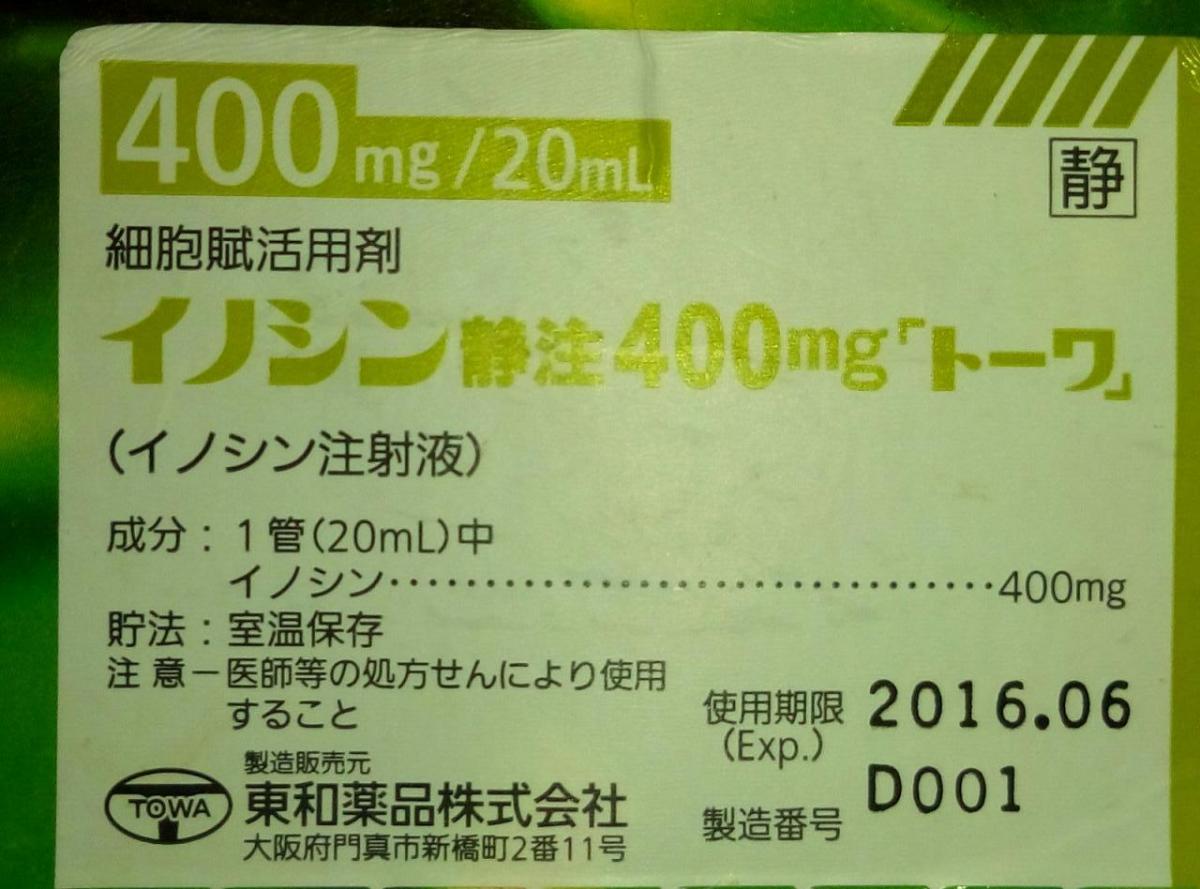 400mg/20mL
静
細胞賦活用剤
イノシン静注400mg「トーワ」
(イノシン注射液)
成分：1管(20mL)中
イノシン……………………………400mg
貯法：室温保存
注意－医師等の処方せんにより使用
すること
使用期限 2016.06
(Exp.)
製造番号 D001
製造販売元
TOWA 東和薬品株式会社
大阪府門真市新橋町2番11号